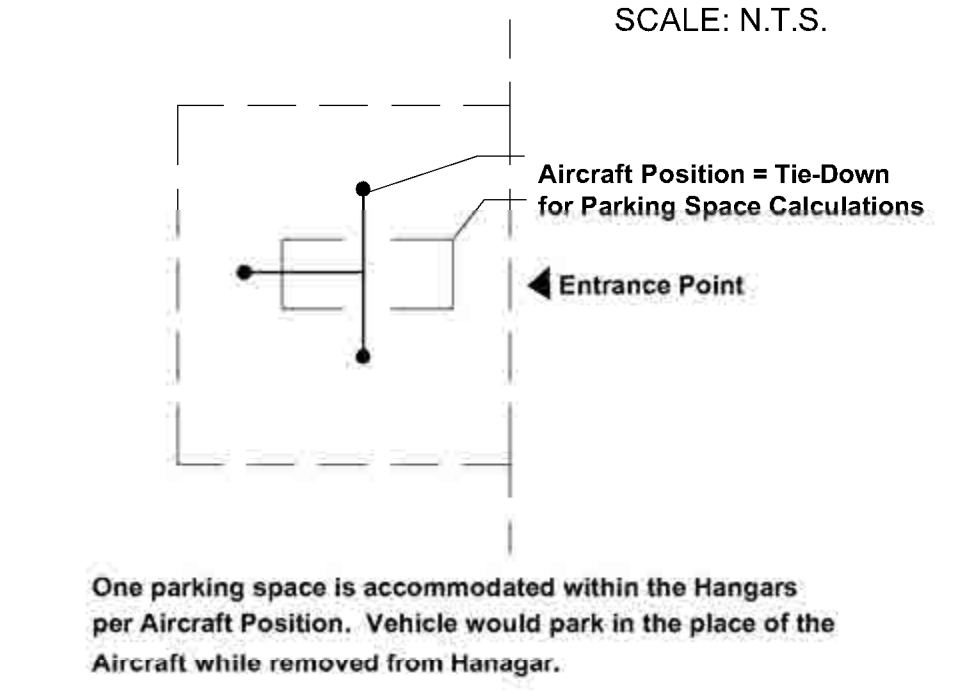 SCALE: N.T.S.
Aircraft Position = Tie-Down
for Parking Space Calculations
Entrance Point
One parking space is accommodated within the Hangars
per Aircraft Position. Vehicle would park in the place of the
Aircraft while removed from Hanagar.